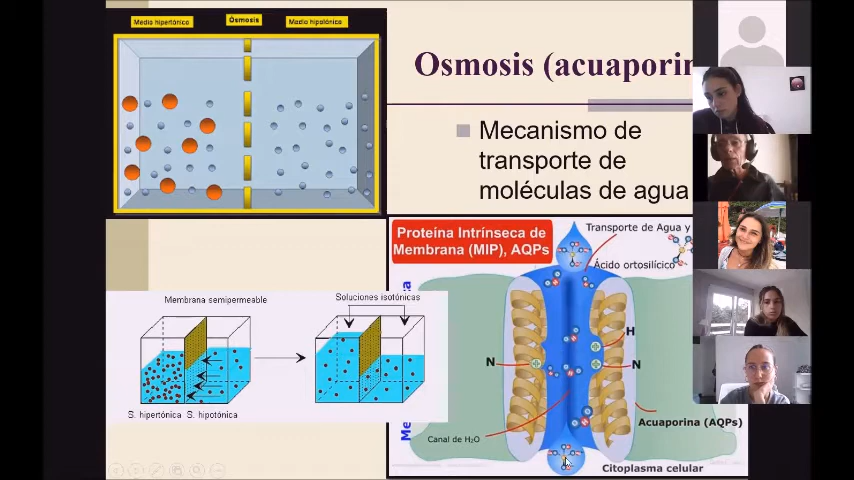 Medio hipertónico
Ósmosis
Medio hipotónico
Osmosis (acuaporin
Mecanismo de
transporte de
moléculas de agua
Proteína Intrínseca de
Membrana (MIP), AQPs
Transporte de Agua y
Ácido ortosilícico
H
N
N
Acuaporina (AQPs)
Canal de H₂O
Citoplasma celular
Membrana semipermeable
Soluciones isotónicas
S. hipertónica S. hipotónica